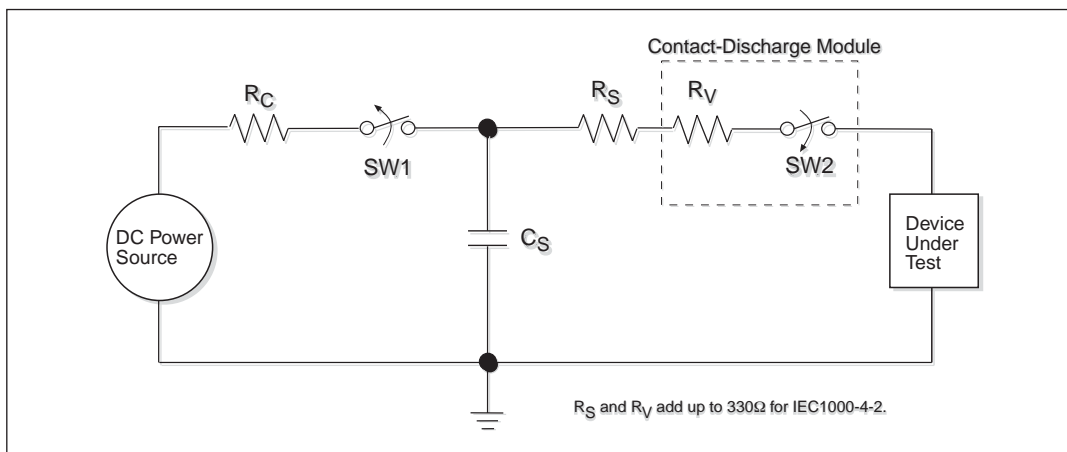 Contact-Discharge Module
RC
RS
RV
SW1
SW2
DC Power
Source
CS
Device
Under
Test
RS and RV add up to 330Ω for IEC1000-4-2.